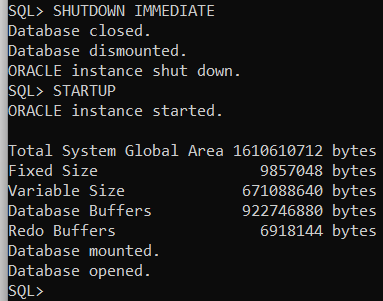 SQL> SHUTDOWN IMMEDIATE
Database closed.
Database dismounted.
ORACLE instance shut down.
SQL> STARTUP
ORACLE instance started.

Total System Global Area 1610610712 bytes
Fixed Size                  9857048 bytes
Variable Size             671088640 bytes
Database Buffers          922746880 bytes
Redo Buffers                6918144 bytes
Database mounted.
Database opened.
SQL>